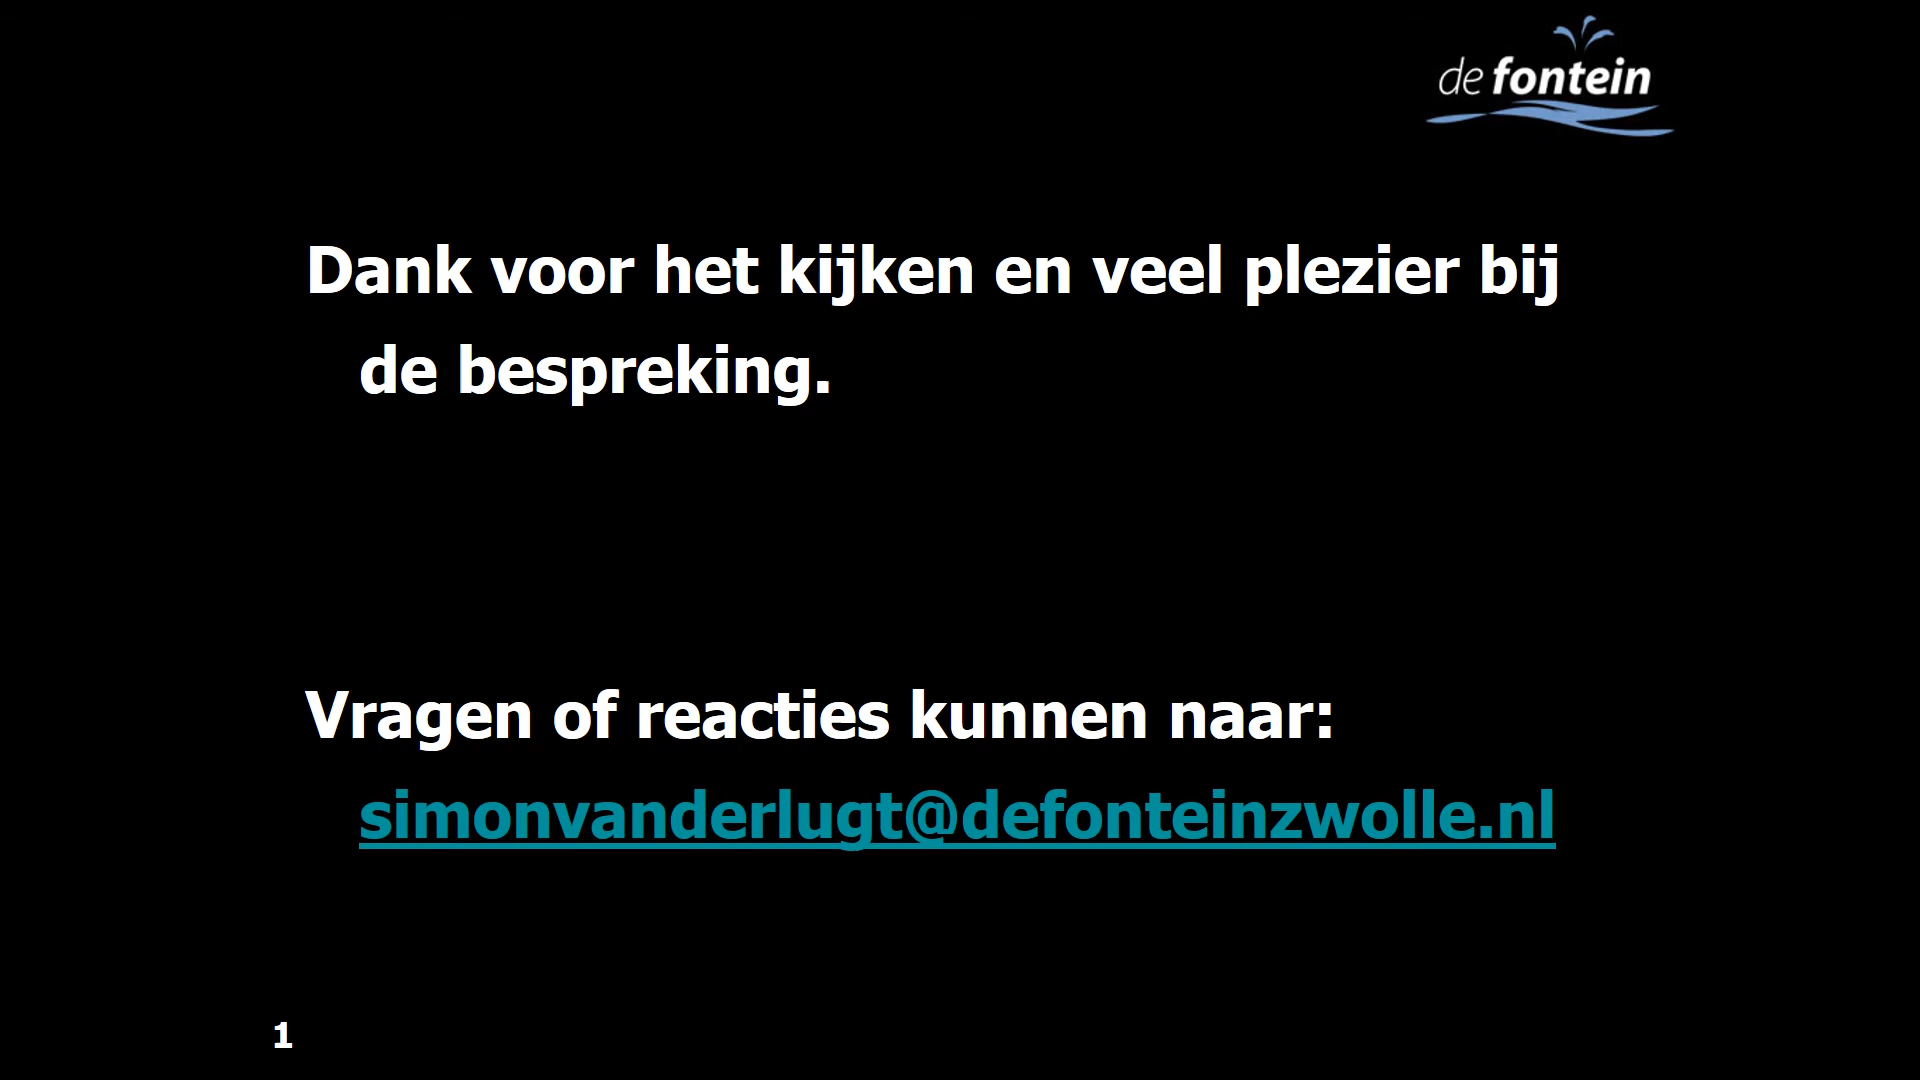 de fontein
Dank voor het kijken en veel plezier bij
de bespreking.
Vragen of reacties kunnen naar:
simonvanderlugt@defonteinzwolle.nl
1